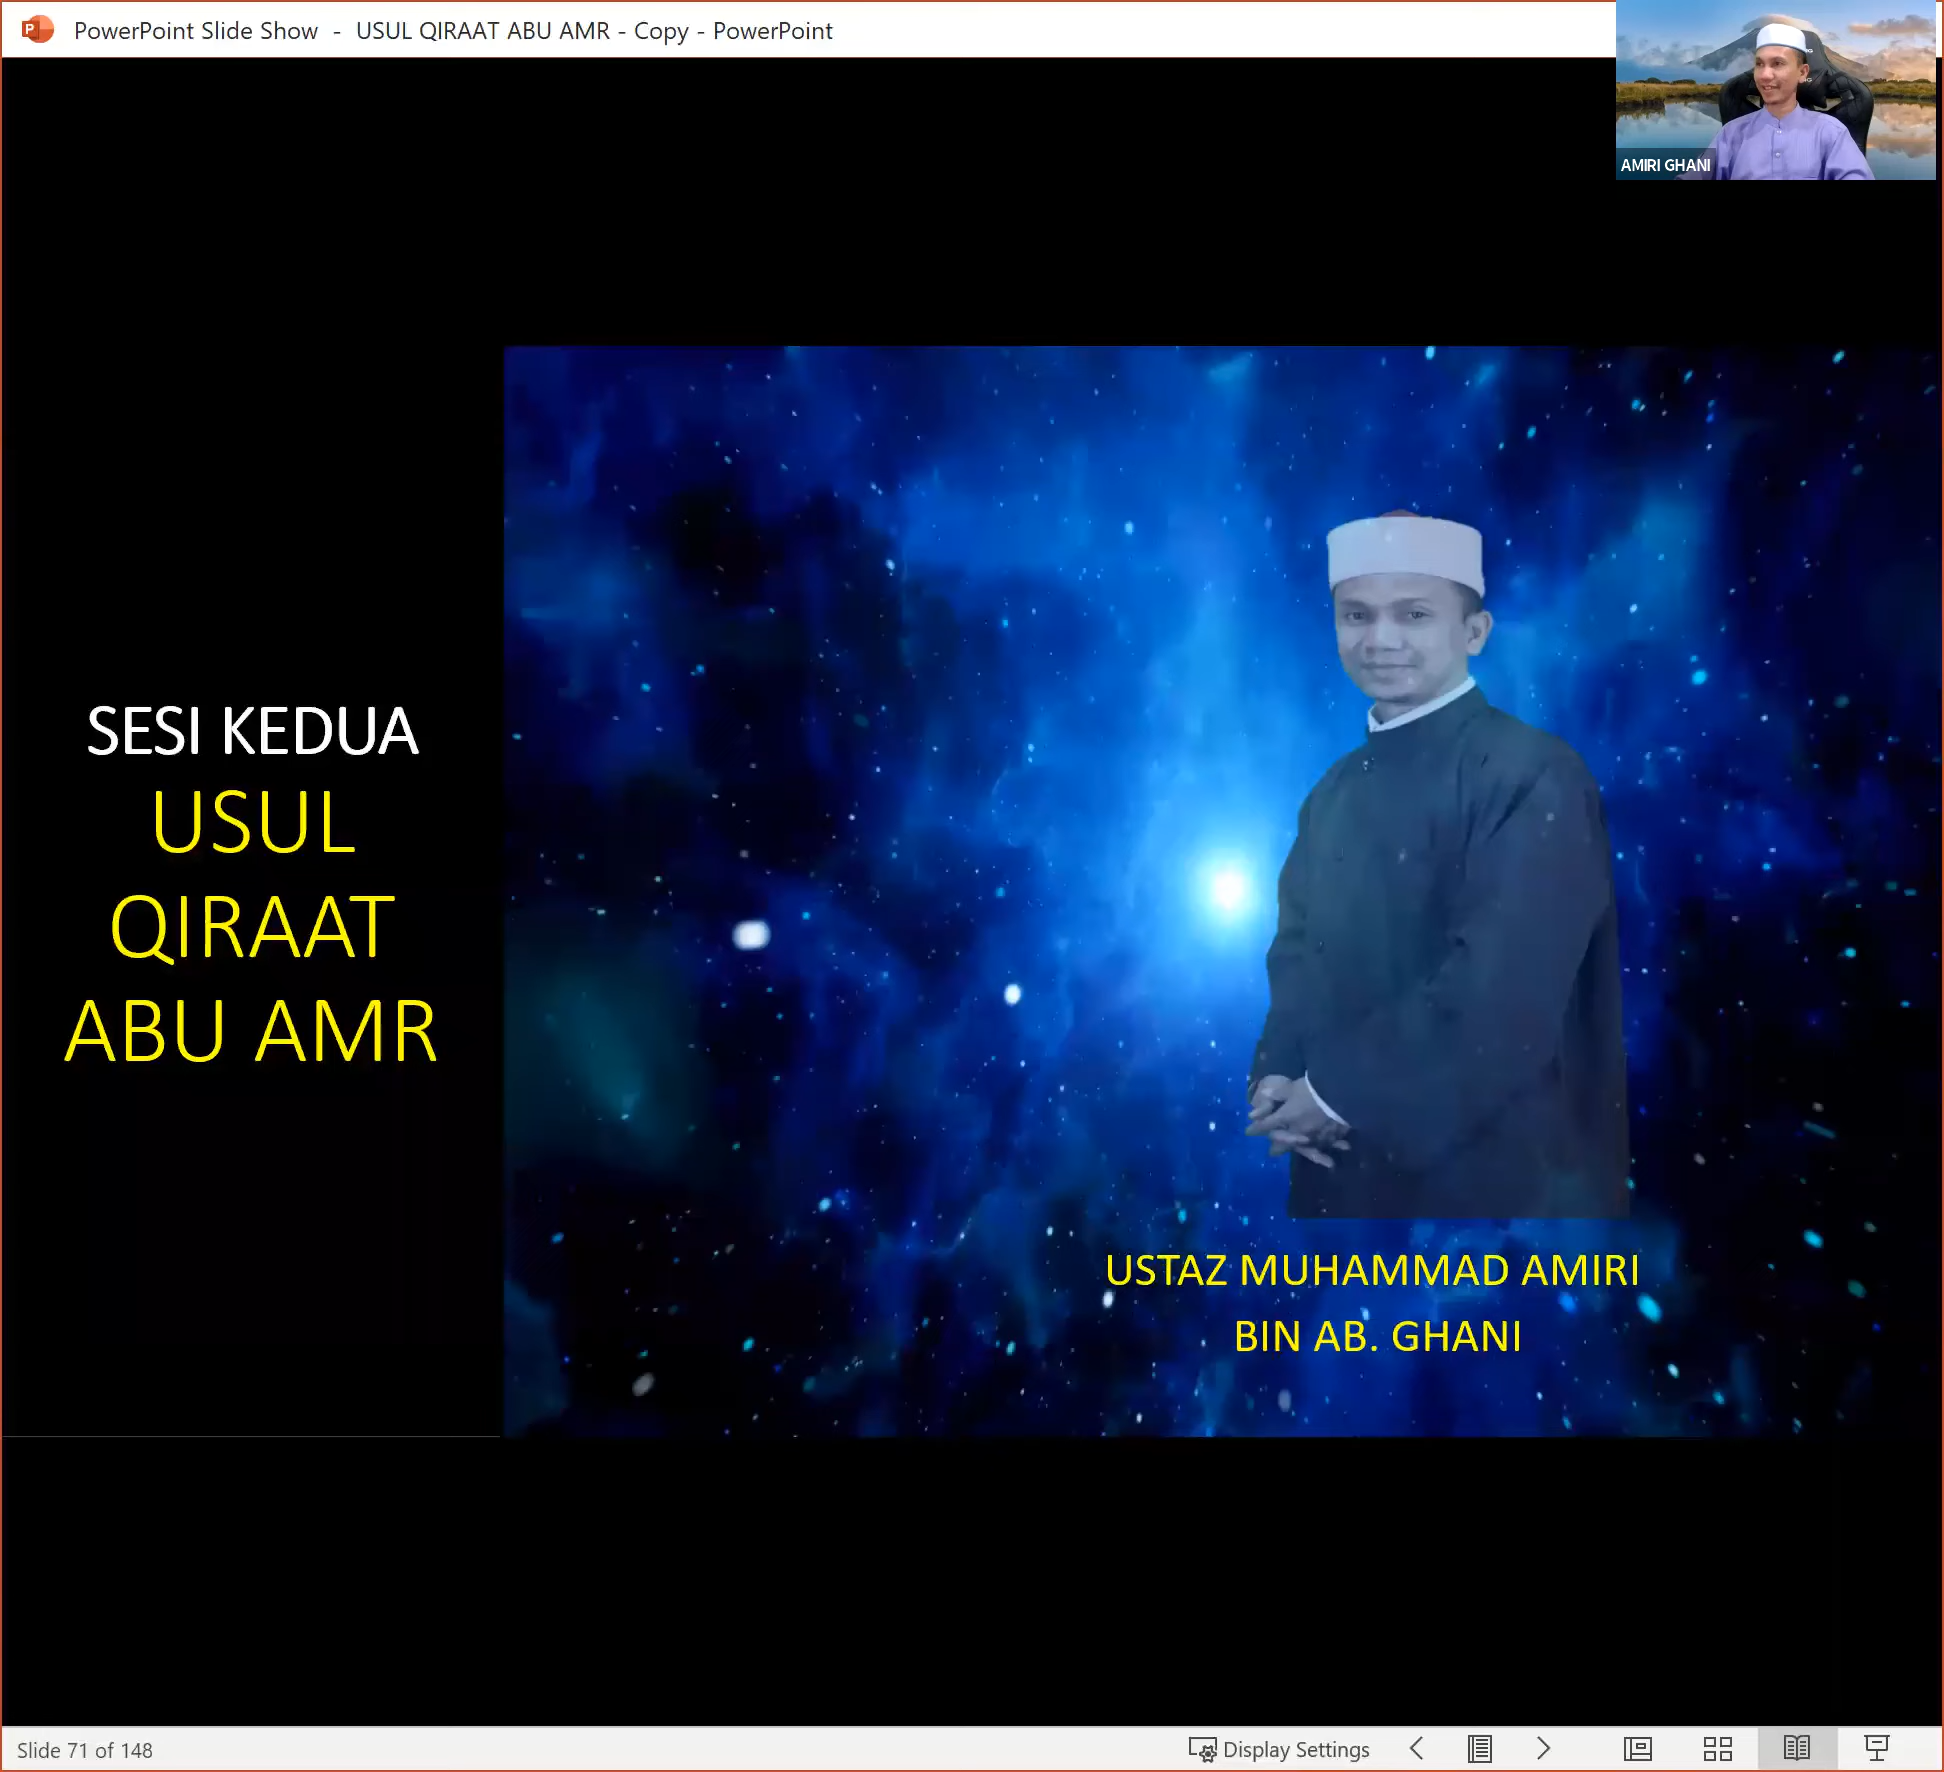 PowerPoint Slide Show - USUL QIRAAT ABU AMR - Copy - PowerPoint
AMIRI GHANI
SESI KEDUA
USUL
QIRAAT
ABU AMR
USTAZ MUHAMMAD AMIRI
BIN AB. GHANI
Slide 71 of 148
Display Settings